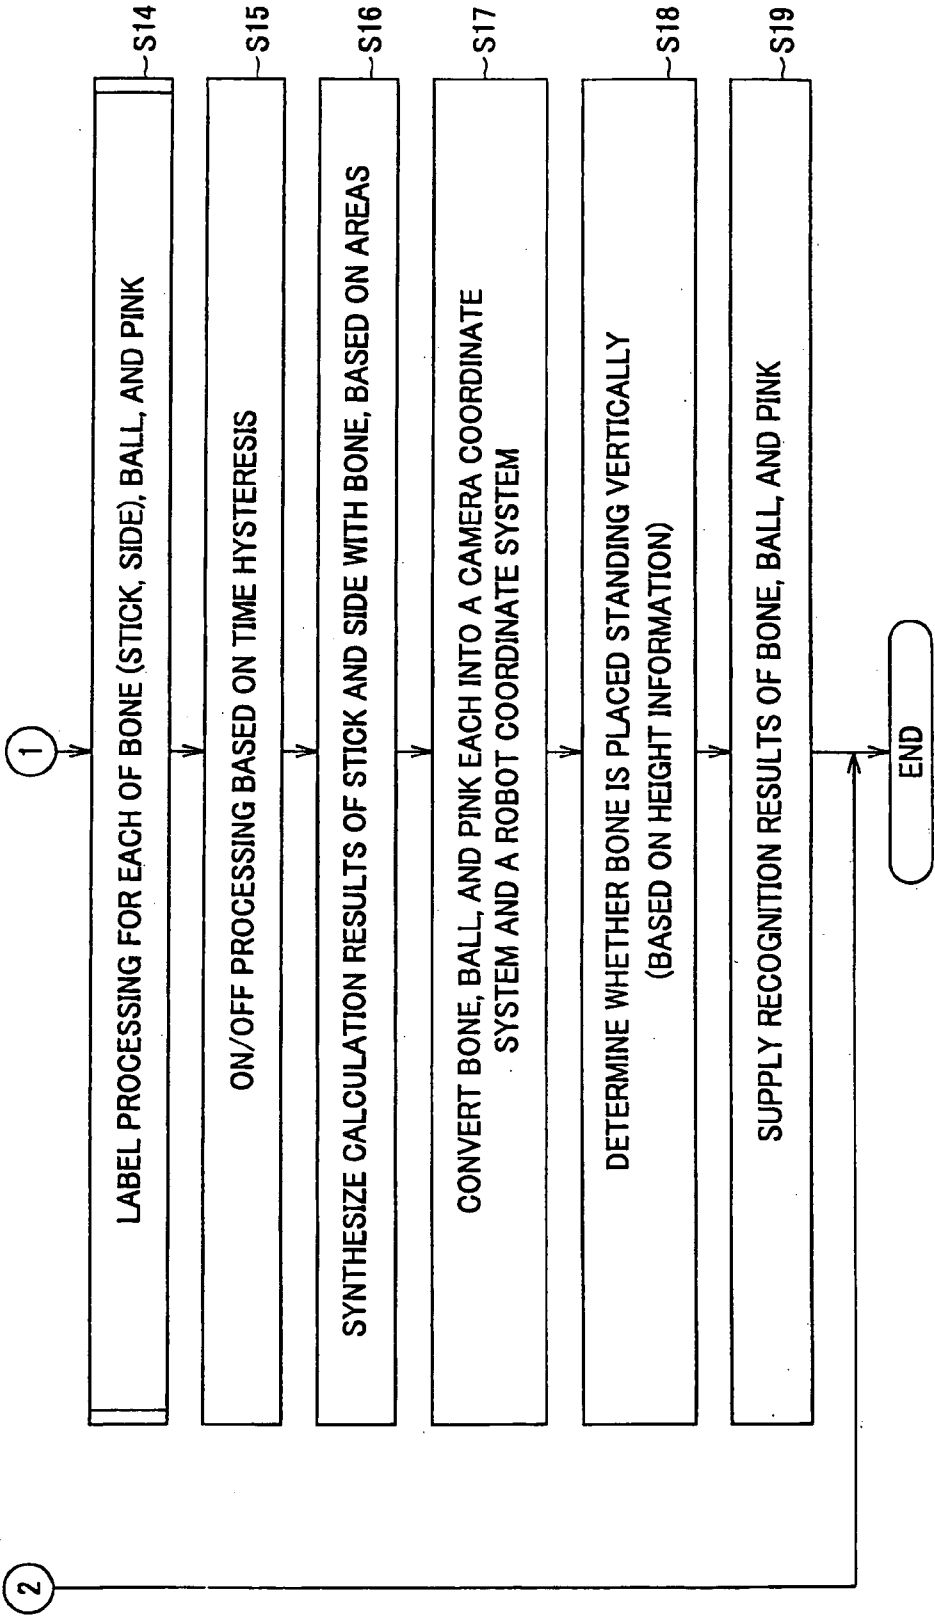 1
LABEL PROCESSING FOR EACH OF BONE (STICK, SIDE), BALL, AND PINK
~S14
ON/OFF PROCESSING BASED ON TIME HYSTERESIS
~S15
SYNTHESIZE CALCULATION RESULTS OF STICK AND SIDE WITH BONE, BASED ON AREAS
~S16
CONVERT BONE, BALL, AND PINK EACH INTO A CAMERA COORDINATE
SYSTEM AND A ROBOT COORDINATE SYSTEM
~S17
DETERMINE WHETHER BONE IS PLACED STANDING VERTICALLY
(BASED ON HEIGHT INFORMATION)
~S18
SUPPLY RECOGNITION RESULTS OF BONE, BALL, AND PINK
~S19
2
END